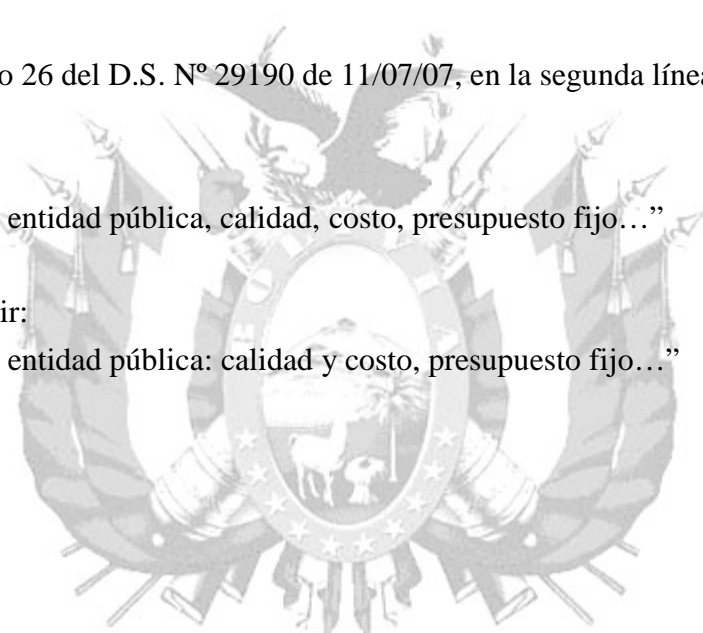 o 26 del D.S. Nº 29190 de 11/07/07, en la segunda línea
entidad pública, calidad, costo, presupuesto fijo…”
ir:
entidad pública: calidad y costo, presupuesto fijo…”